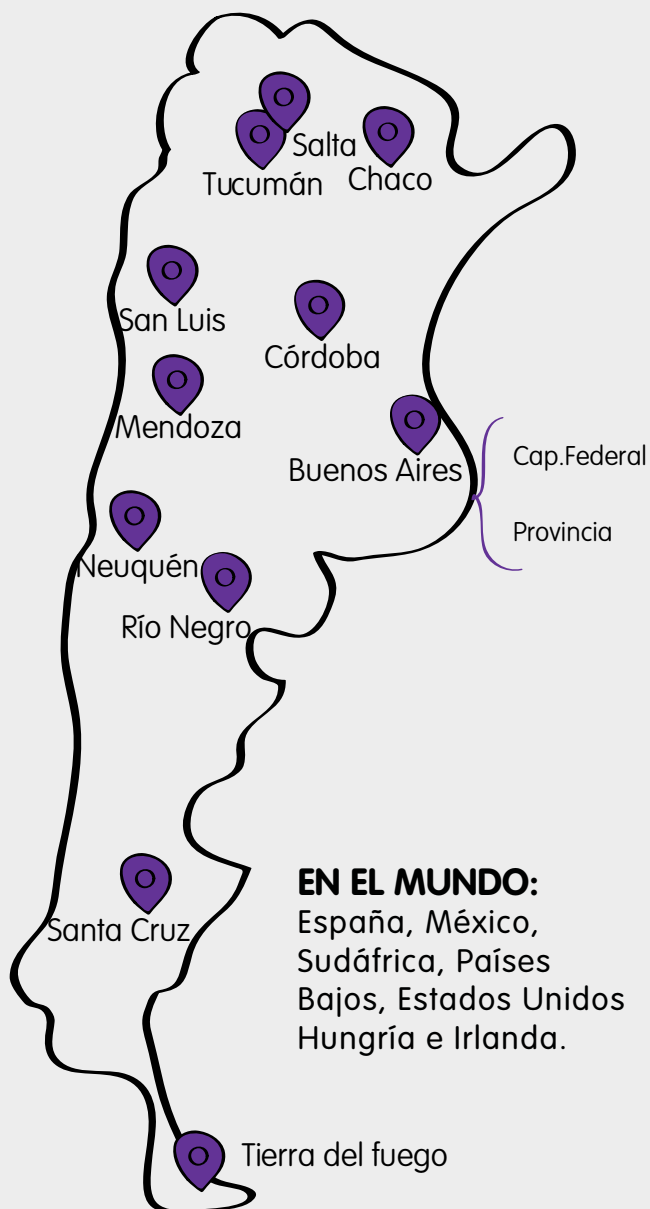 Salta
Tucumán
Chaco
San Luis
Córdoba
Mendoza
Buenos Aires
Cap.Federal
Provincia
Neuquén
Río Negro
Santa Cruz
EN EL MUNDO:
España, México,
Sudáfrica, Países
Bajos, Estados Unidos
Hungría e Irlanda.
Tierra del fuego